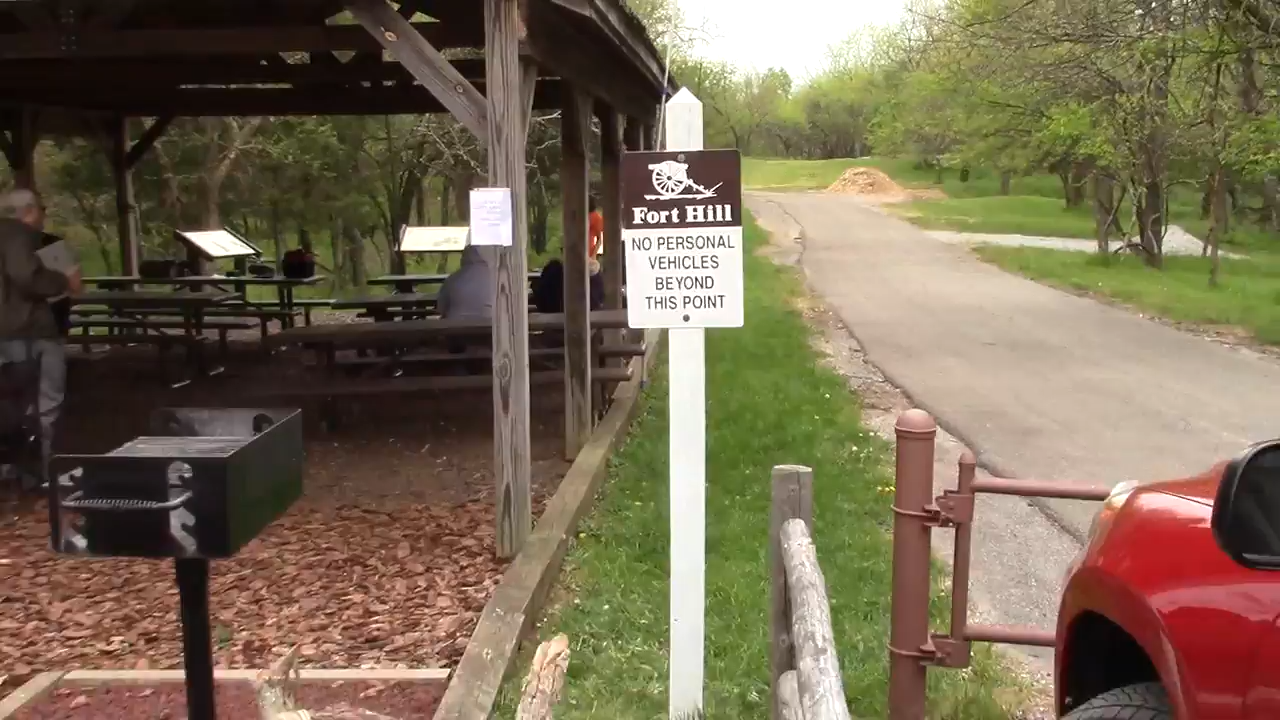 Fort Hill
NO PERSONAL
VEHICLES
BEYOND
THIS POINT